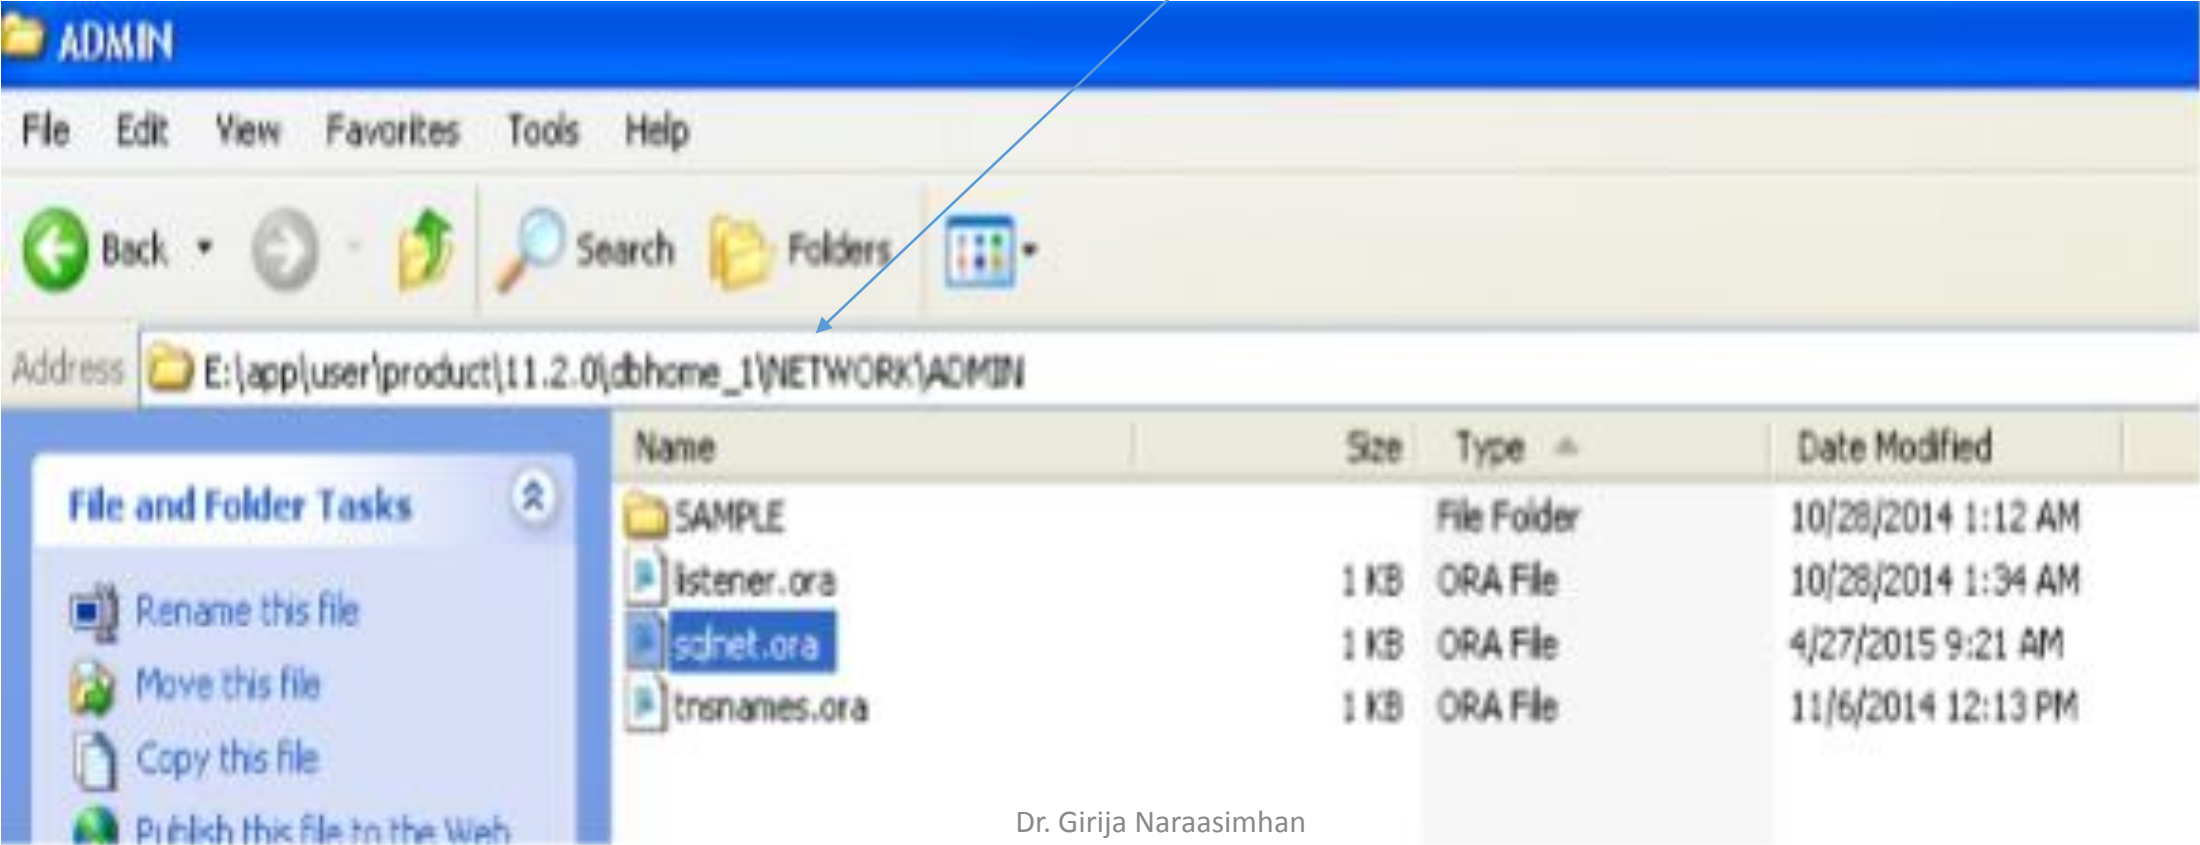 ADMIN
File Edit View Favorites Tools Help
Back Search Folders
Address E:\app\user\product\11.2.0\dbhome_1\NETWORK\ADMIN
Name Size Type Date Modified
File and Folder Tasks
SAMPLE File Folder 10/28/2014 1:12 AM
listener.ora 1 KB ORA File 10/28/2014 1:34 AM
Rename this file
sqlnet.ora 1 KB ORA File 4/27/2015 9:21 AM
Move this file
tnsnames.ora 1 KB ORA File 11/6/2014 12:13 PM
Copy this file
Publish this file to the Web
Dr. Girija Naraasimhan